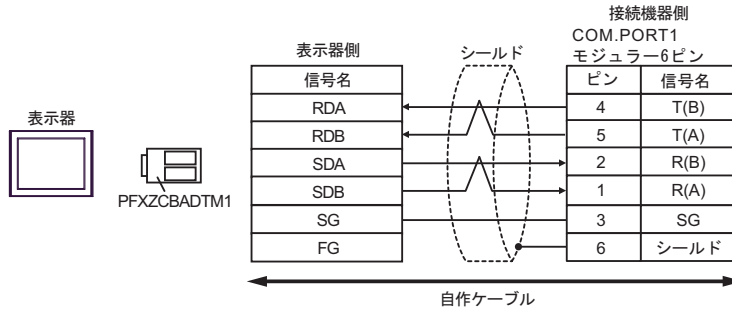 接続機器側
COM.PORT1
モジュラー6ピン
表示器側
シールド
信号名
ピン 信号名
RDA 4 T(B)
RDB 5 T(A)
SDA 2 R(B)
SDB 1 R(A)
SG 3 SG
FG 6 シールド
表示器
PFXZCBADTM1
自作ケーブル